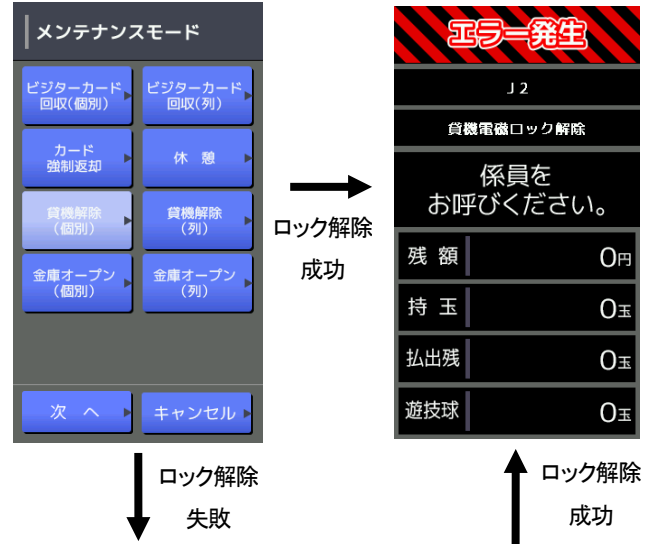 メンテナンスモード
ビジターカード
回収(個別)
ビジターカード
回収(列)
カード
強制返却
休 憩
貸機解除
(個別)
貸機解除
(列)
金庫オープン
(個別)
金庫オープン
(列)
次 へ
キャンセル
ロック解除
成功
エラー発生
J2
貸機電磁ロック解除
係員を
お呼びください。
残 額 0円
持 玉 0玉
払出残 0玉
遊技球 0玉
ロック解除
失敗
ロック解除
成功